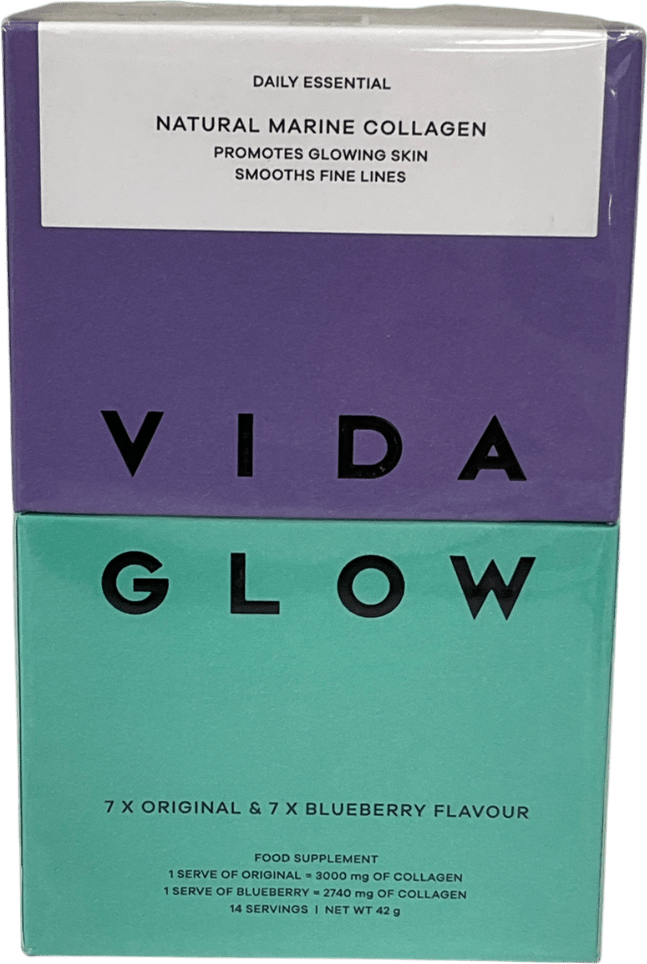 DAILY ESSENTIAL
NATURAL MARINE COLLAGEN
PROMOTES GLOWING SKIN
SMOOTHS FINE LINES
VIDA
GLOW
7 X ORIGINAL & 7 X BLUEBERRY FLAVOUR
FOOD SUPPLEMENT
1 SERVE OF ORIGINAL = 3000 mg OF COLLAGEN
1 SERVE OF BLUEBERRY = 2740 mg OF COLLAGEN
14 SERVINGS | NET WT 42 g